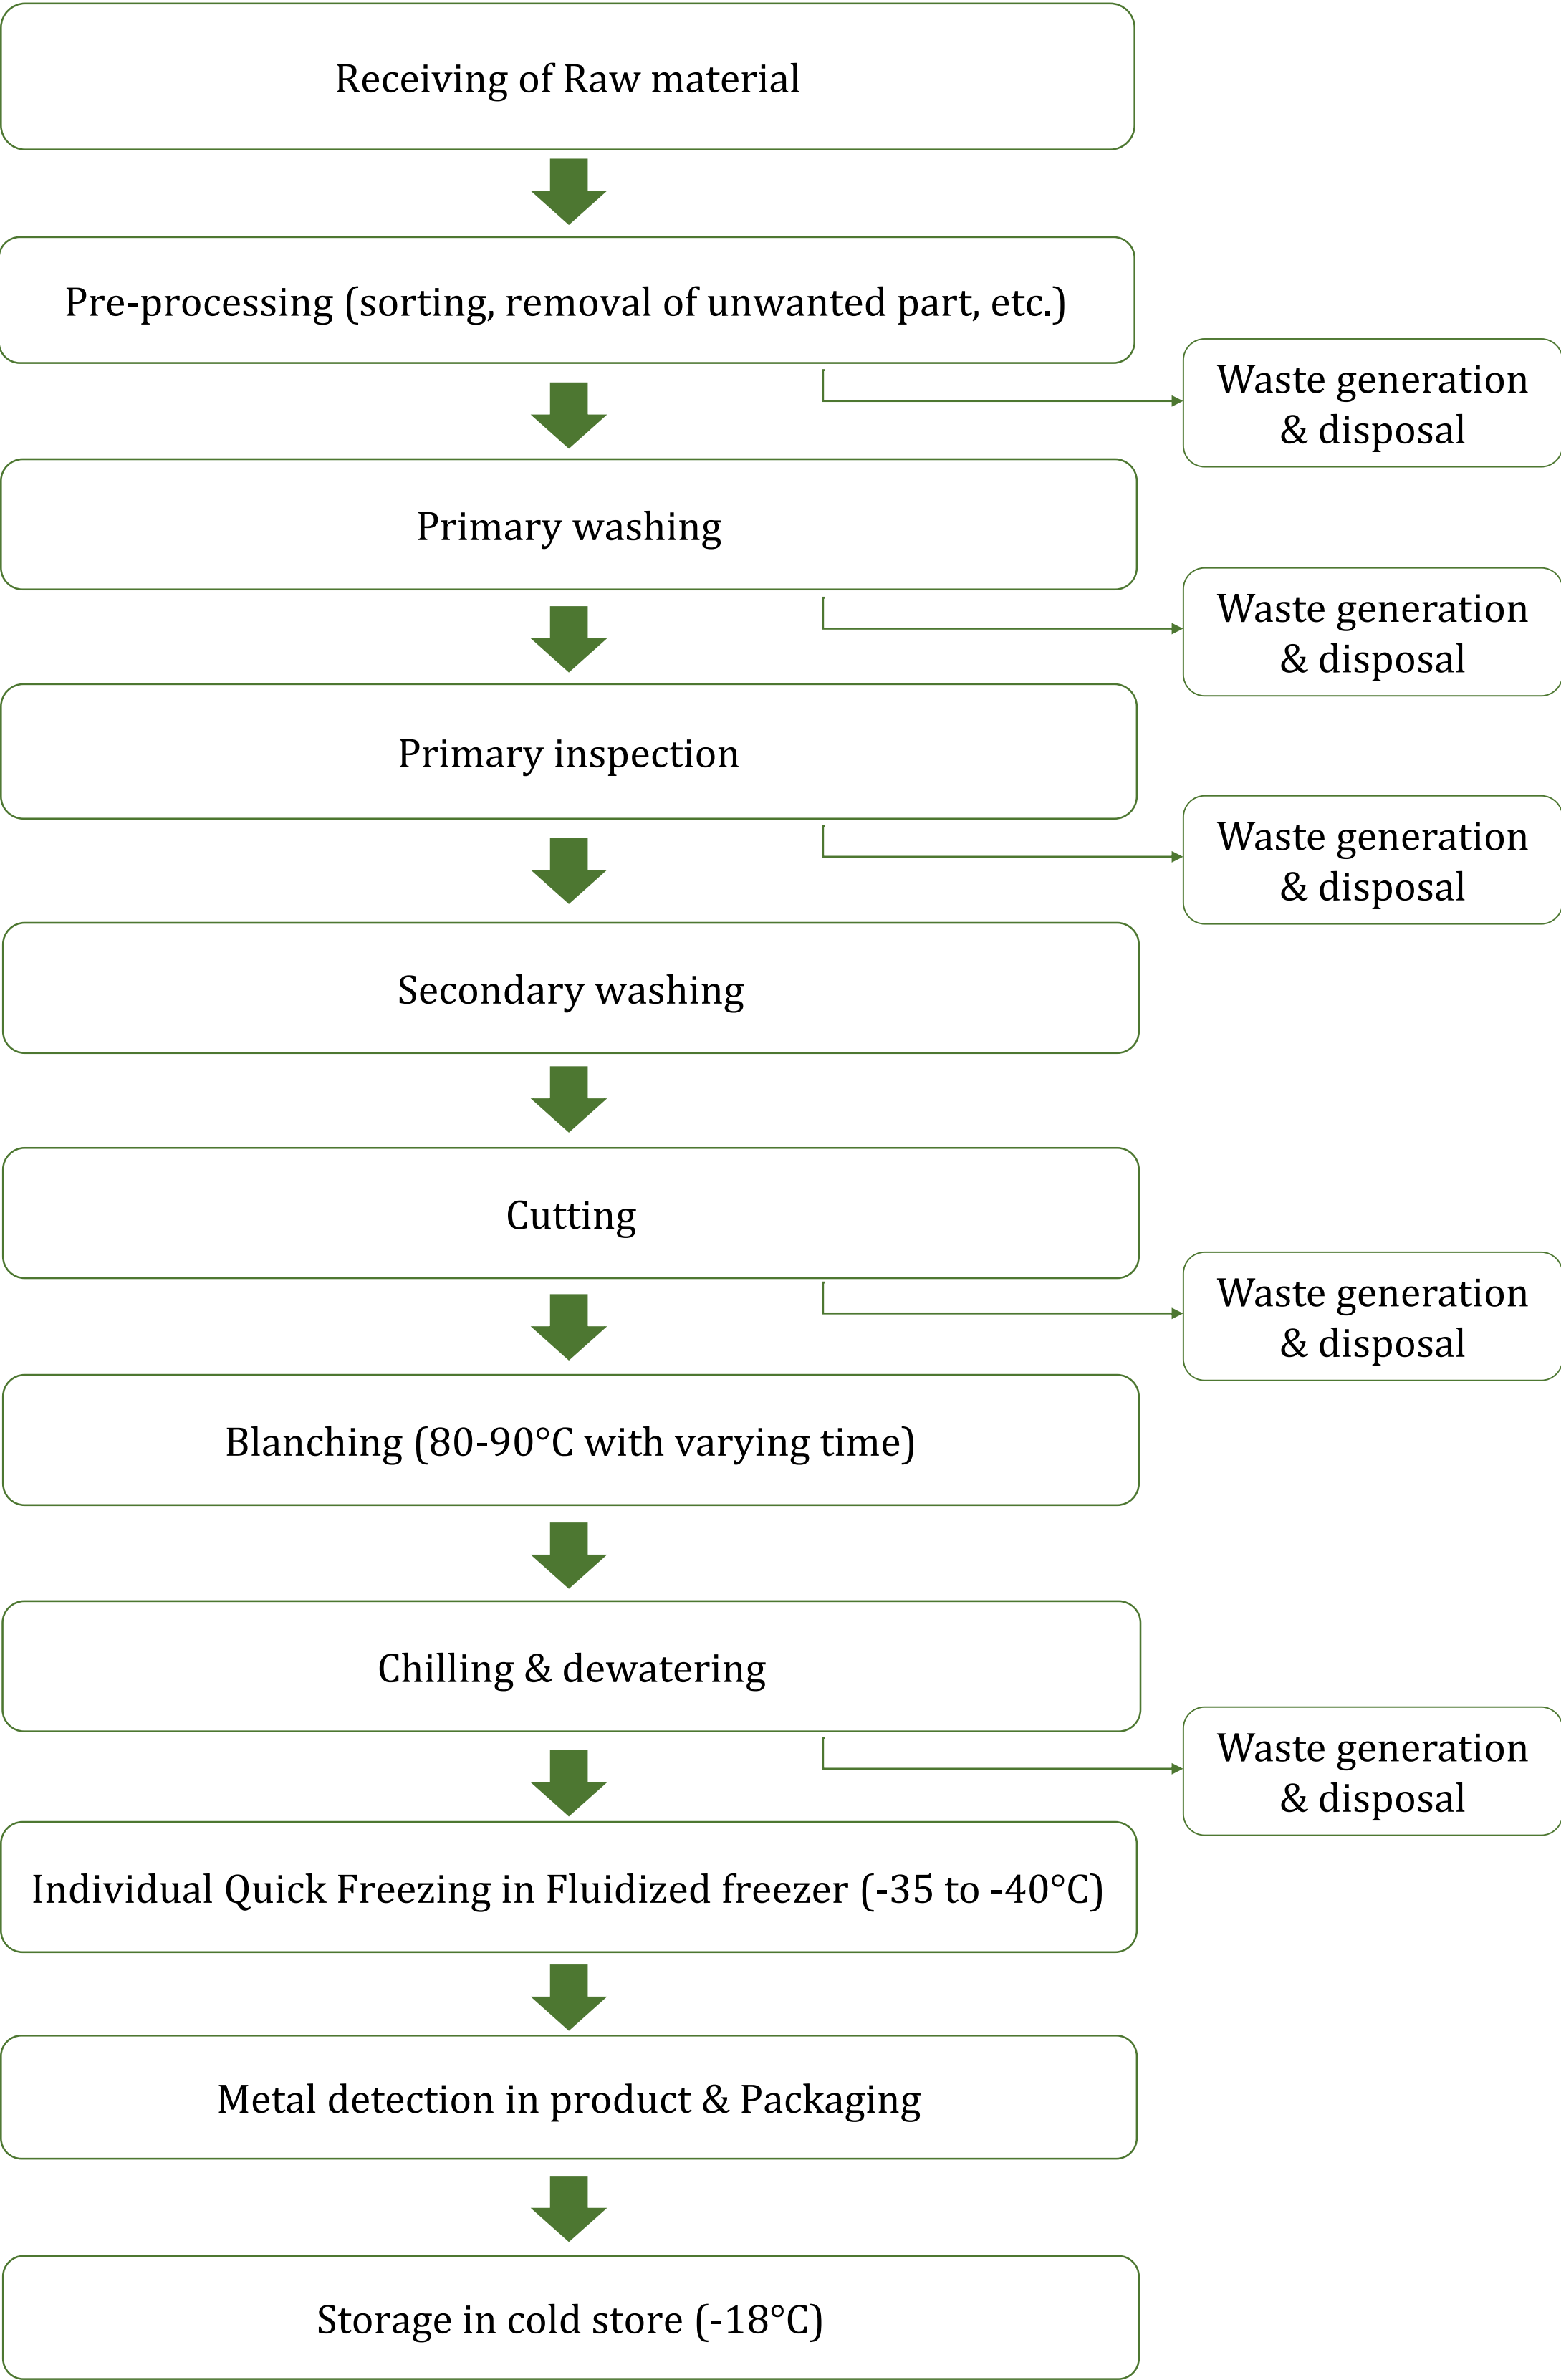 Receiving of Raw material
Pre-processing (sorting, removal of unwanted part, etc.)
Waste generation
& disposal
Primary washing
Waste generation
& disposal
Primary inspection
Waste generation
& disposal
Secondary washing
Cutting
Waste generation
& disposal
Blanching (80-90°C with varying time)
Chilling & dewatering
Waste generation
& disposal
Individual Quick Freezing in Fluidized freezer (-35 to -40°C)
Metal detection in product & Packaging
Storage in cold store (-18°C)